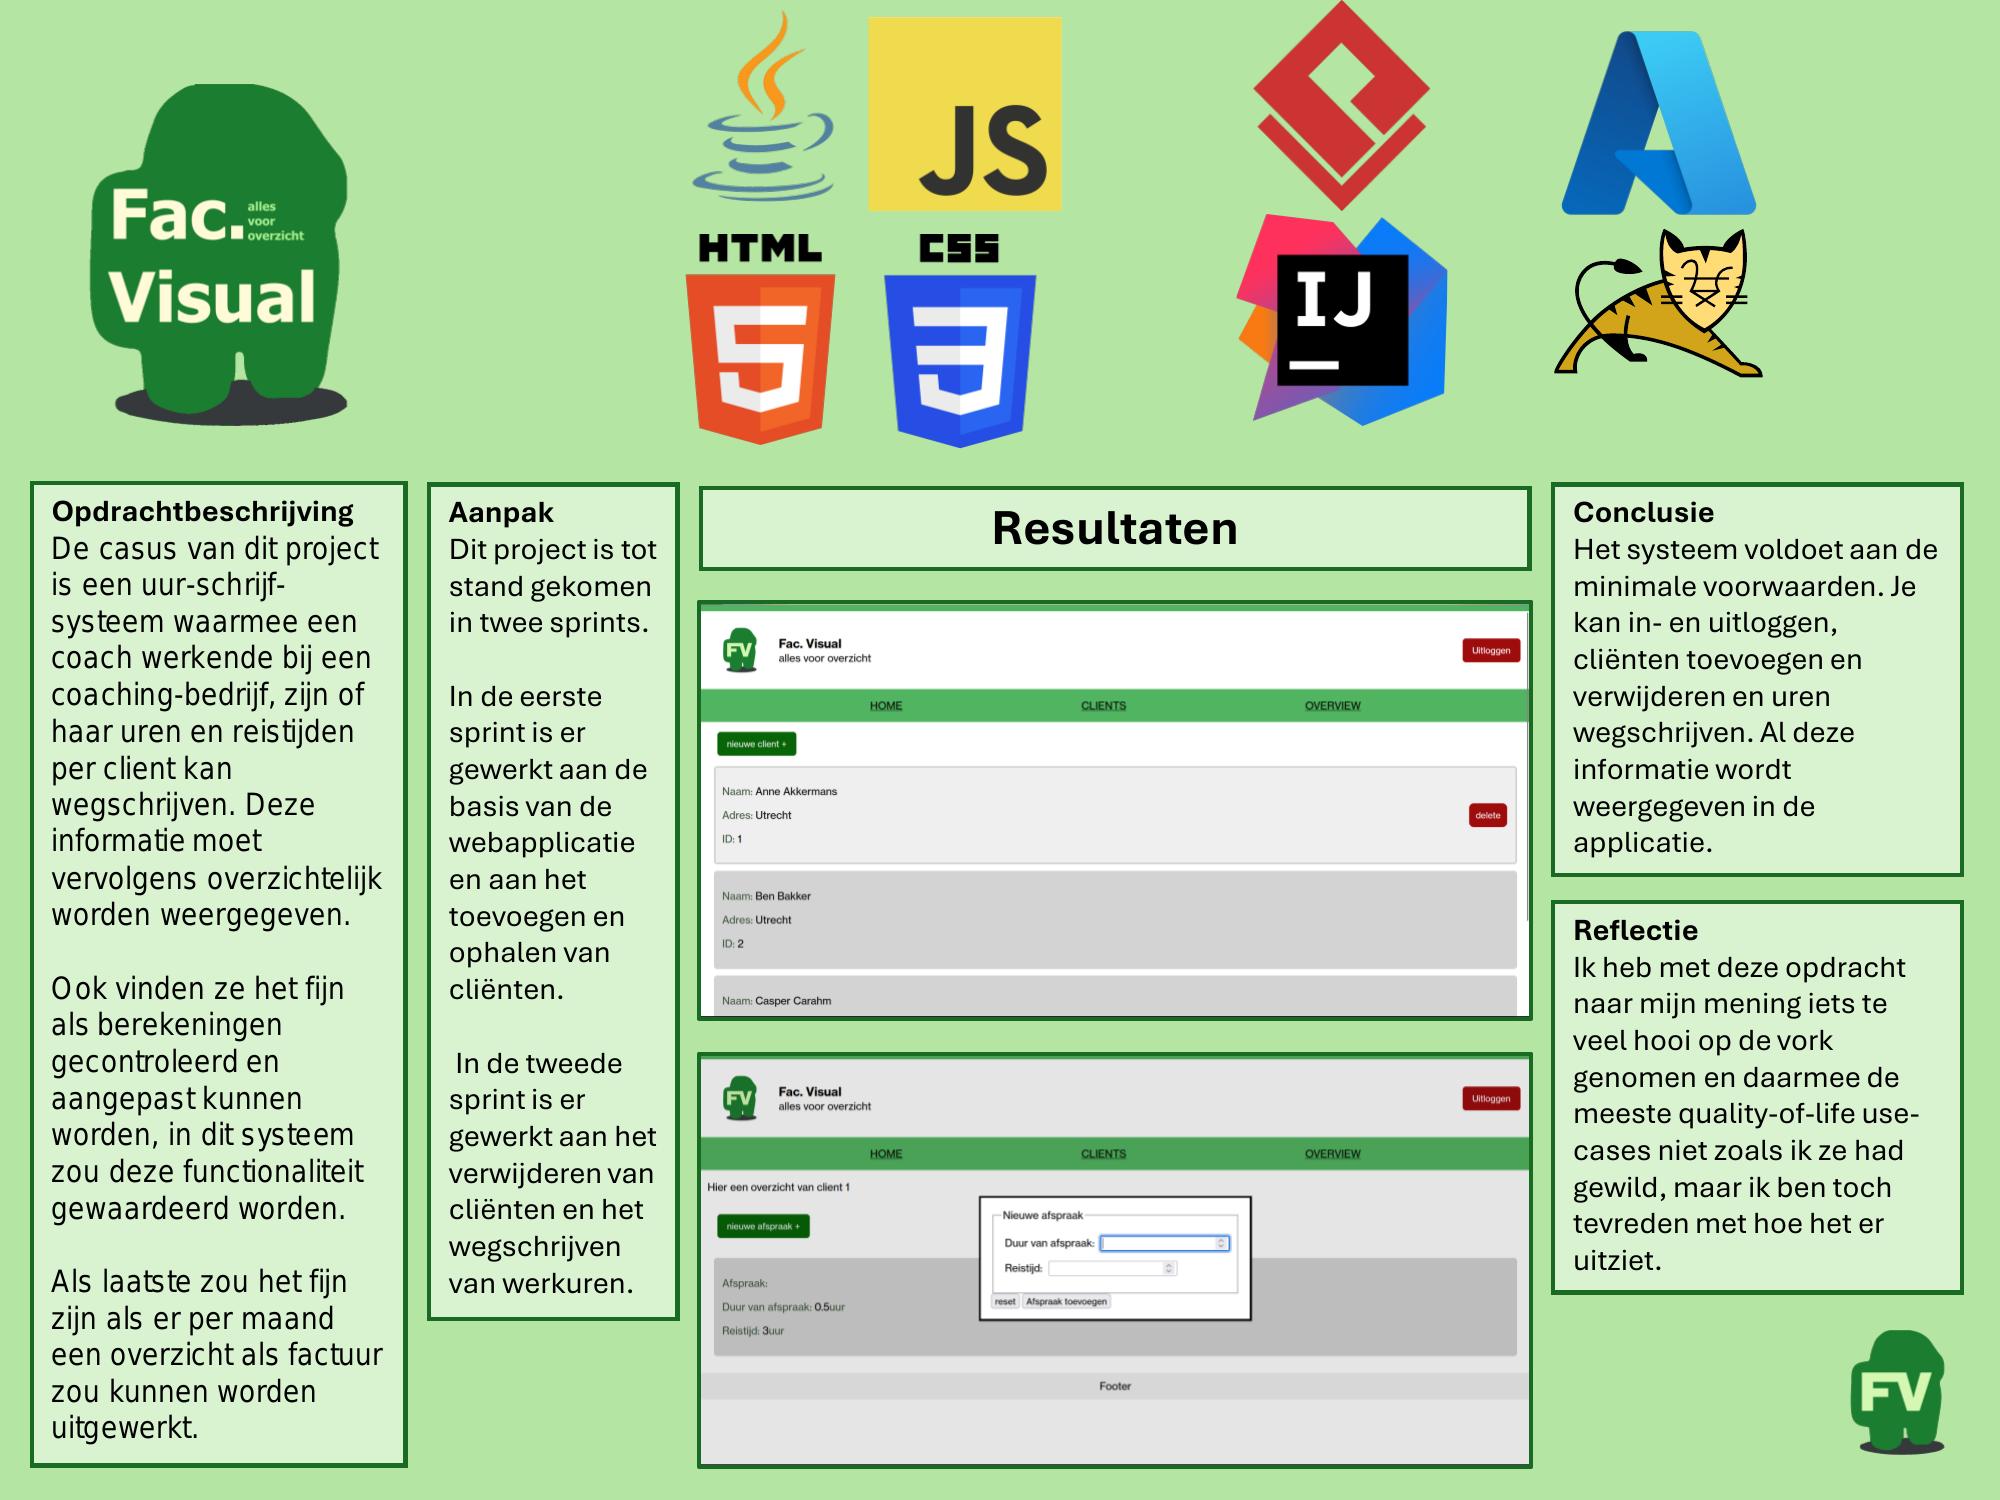 Fac.
alles
voor
overzicht
Visual
JS
HTML
CSS
IJ
Opdrachtbeschrijving
De casus van dit project
is een uur-schrijf-
systeem waarmee een
coach werkende bij een
coaching-bedrijf, zijn of
haar uren en reistijden
per client kan
wegschrijven. Deze
informatie moet
vervolgens overzichtelijk
worden weergegeven.
Ook vinden ze het fijn
als berekeningen
gecontroleerd en
aangepast kunnen
worden, in dit systeem
zou deze functionaliteit
gewaardeerd worden.
Als laatste zou het fijn
zijn als er per maand
een overzicht als factuur
zou kunnen worden
uitgewerkt.
Aanpak
Dit project is tot
stand gekomen
in twee sprints.
In de eerste
sprint is er
gewerkt aan de
basis van de
webapplicatie
en aan het
toevoegen en
ophalen van
cliënten.
In de tweede
sprint is er
gewerkt aan het
verwijderen van
cliënten en het
wegschrijven
van werkuren.
Resultaten
FV
Fac. Visual
alles voor overzicht
Uitloggen
HOME CLIENTS OVERVIEW
nieuwe client +
Naam: Anne Akkermans
Adres: Utrecht
ID: 1
delete
Naam: Ben Bakker
Adres: Utrecht
ID: 2
Naam: Casper Carahm
FV
Fac. Visual
alles voor overzicht
Uitloggen
HOME CLIENTS OVERVIEW
Hier een overzicht van client 1
nieuwe afspraak +
Nieuwe afspraak
Duur van afspraak:
Reistijd:
reset Afspraak toevoegen
Afspraak:
Duur van afspraak: 0.5uur
Reistijd: 3uur
Footer
Conclusie
Het systeem voldoet aan de
minimale voorwaarden. Je
kan in- en uitloggen,
cliënten toevoegen en
verwijderen en uren
wegschrijven. Al deze
informatie wordt
weergegeven in de
applicatie.
Reflectie
Ik heb met deze opdracht
naar mijn mening iets te
veel hooi op de vork
genomen en daarmee de
meeste quality-of-life use-
cases niet zoals ik ze had
gewild, maar ik ben toch
tevreden met hoe het er
uitziet.
FV